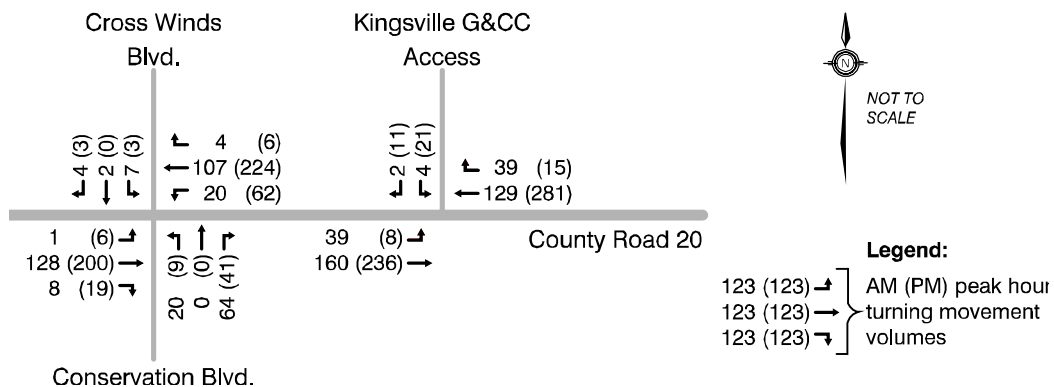 Cross Winds
Blvd.
Kingsville G&CC
Access
N
NOT TO
SCALE
4 (3)
2 (0)
7 (3)
4 (6)
107 (224)
20 (62)
2 (11)
4 (21)
39 (15)
129 (281)
1 (6)
128 (200)
8 (19)
20 (9)
0 (0)
64 (41)
39 (8)
160 (236)
County Road 20
Conservation Blvd.
Legend:
123 (123)
123 (123)
123 (123)
AM (PM) peak hour
turning movement
volumes